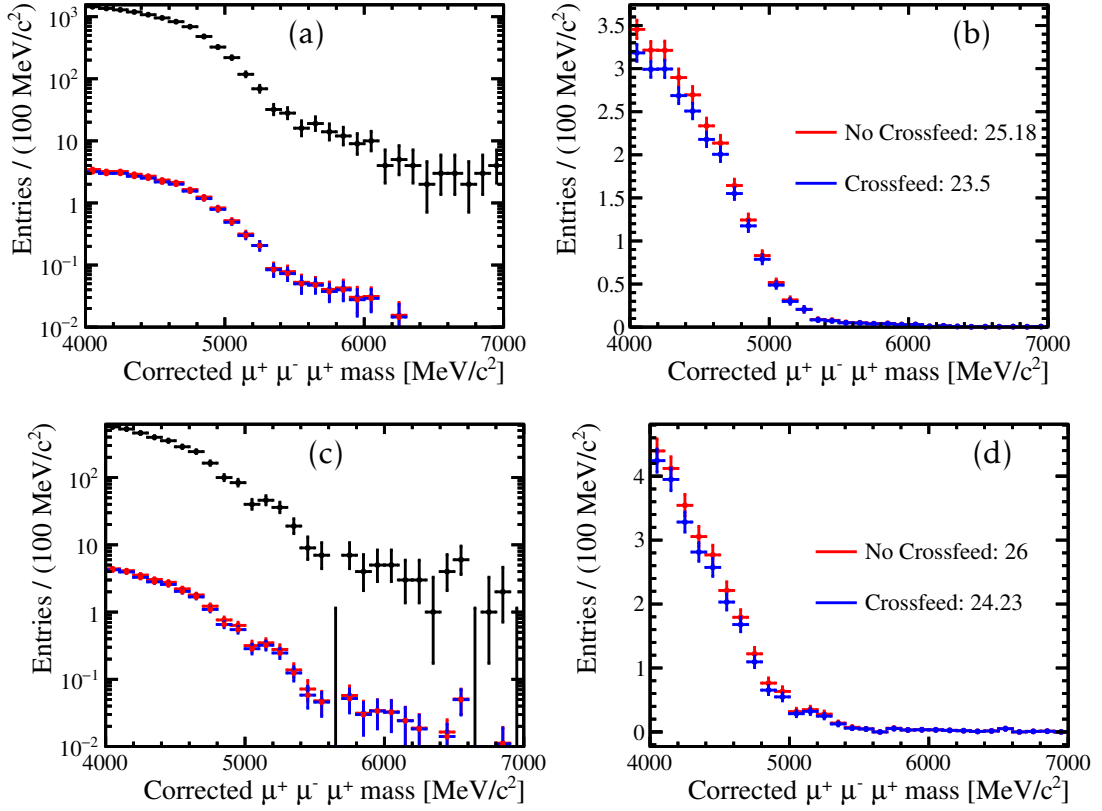 (a)
Entries / (100 MeV/c²)
10³
10²
10
1
10⁻¹
10⁻²
4000 5000 6000 7000
Corrected μ⁺ μ⁻ μ⁺ mass [MeV/c²]
(b)
Entries / (100 MeV/c²)
3.5
3
2.5
2
1.5
1
0.5
0
No Crossfeed: 25.18
Crossfeed: 23.5
4000 5000 6000 7000
Corrected μ⁺ μ⁻ μ⁺ mass [MeV/c²]
(c)
Entries / (100 MeV/c²)
10²
10
1
10⁻¹
10⁻²
4000 5000 6000 7000
Corrected μ⁺ μ⁻ μ⁺ mass [MeV/c²]
(d)
Entries / (100 MeV/c²)
4
3
2
1
0
No Crossfeed: 26
Crossfeed: 24.23
4000 5000 6000 7000
Corrected μ⁺ μ⁻ μ⁺ mass [MeV/c²]